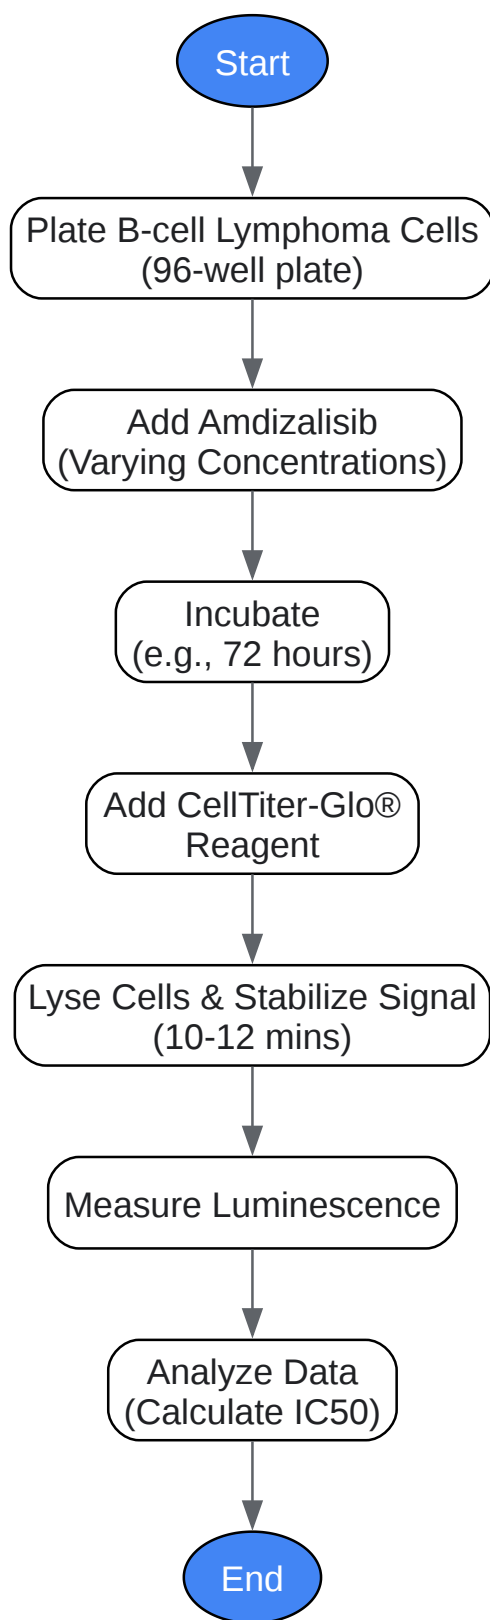 Start
Plate B-cell Lymphoma Cells
(96-well plate)
Add Amdizalisib
(Varying Concentrations)
Incubate
(e.g., 72 hours)
Add CellTiter-Glo®
Reagent
Lyse Cells & Stabilize Signal
(10-12 mins)
Measure Luminescence
Analyze Data
(Calculate IC50)
End